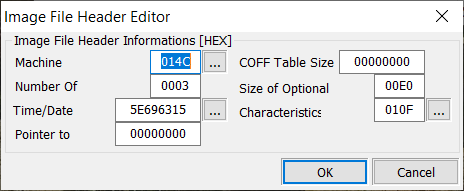 Image File Header Editor
Image File Header Informations [HEX]
Machine 014C ... COFF Table Size 00000000
Number Of 0003 Size of Optional 00E0
Time/Date 5E696315 ... Characteristics 010F ...
Pointer to 00000000
OK Cancel